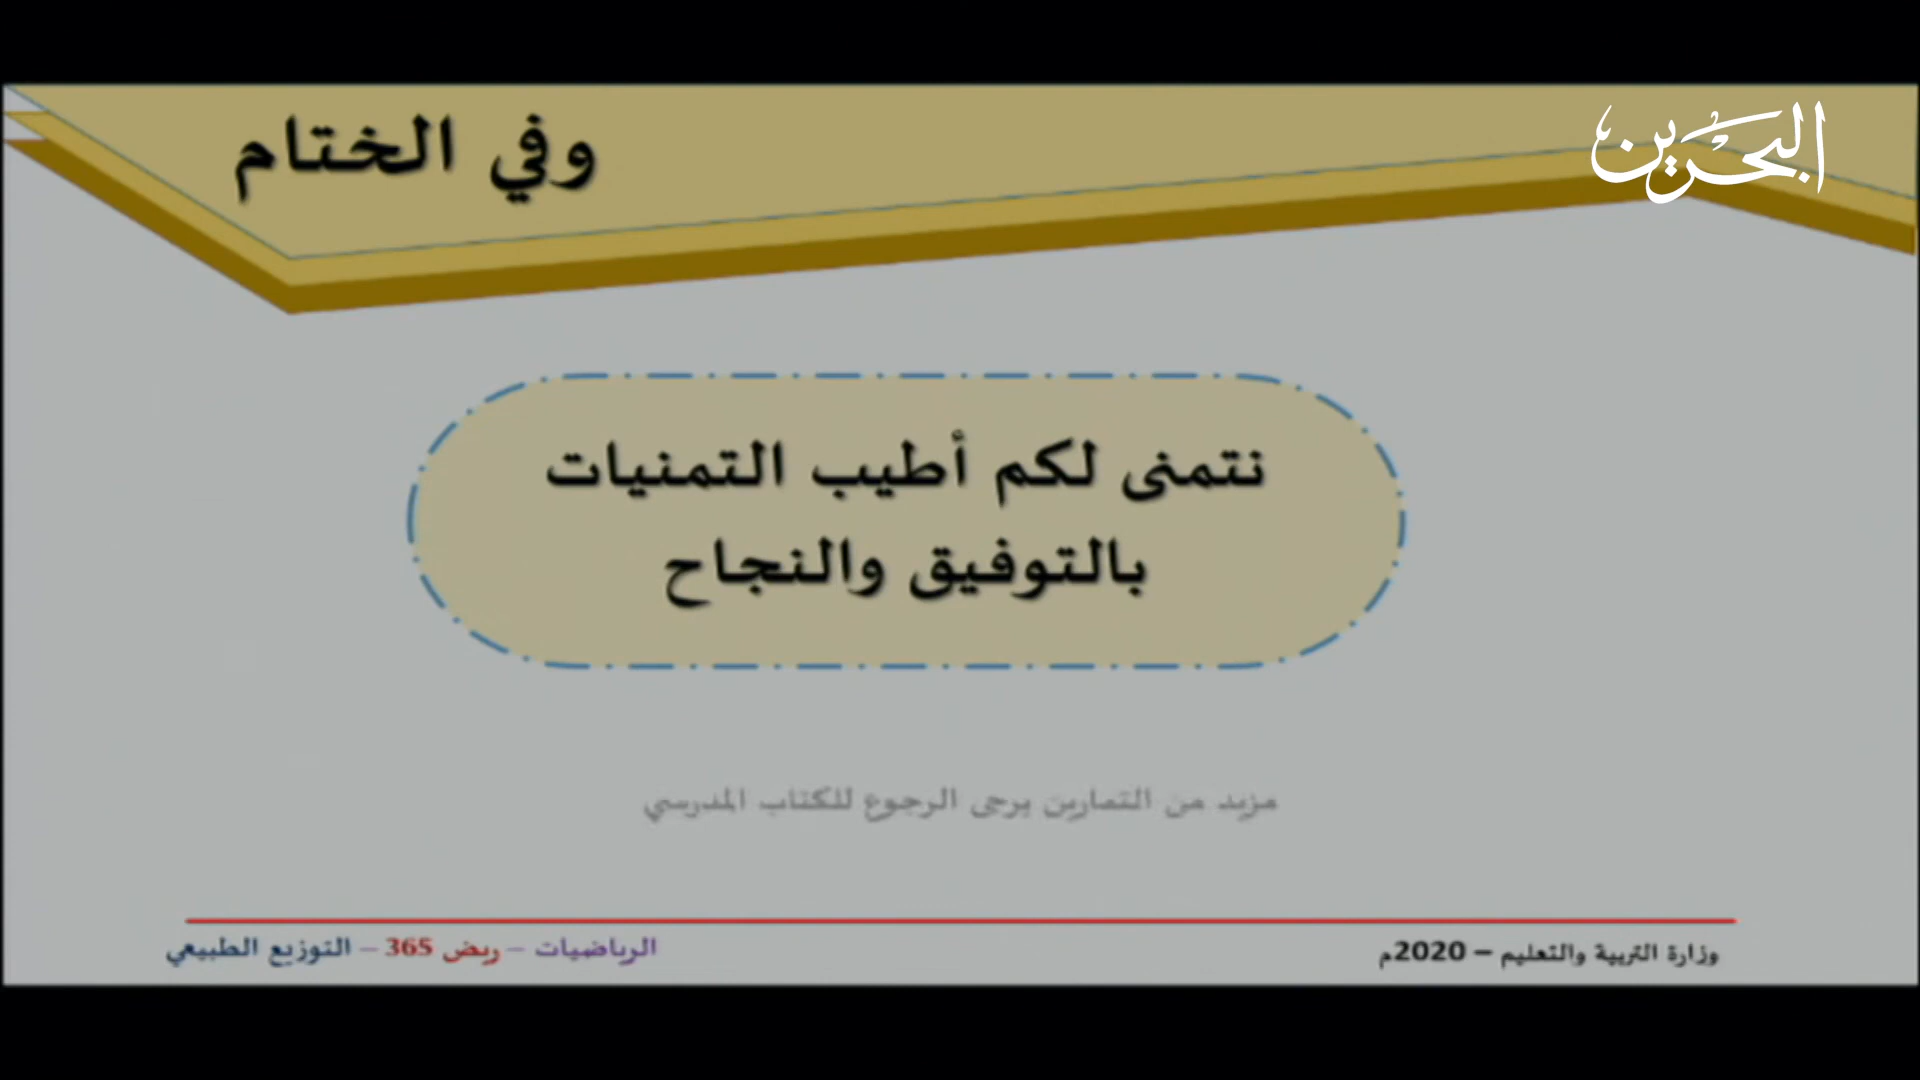 البحرين
وفي الختام
نتمنى لكم أطيب التمنيات
بالتوفيق والنجاح
مزيد من التمارين يرجى الرجوع للكتاب المدرسي
وزارة التربية والتعليم – 2020م
الرياضيات – ريض 365 – التوزيع الطبيعي